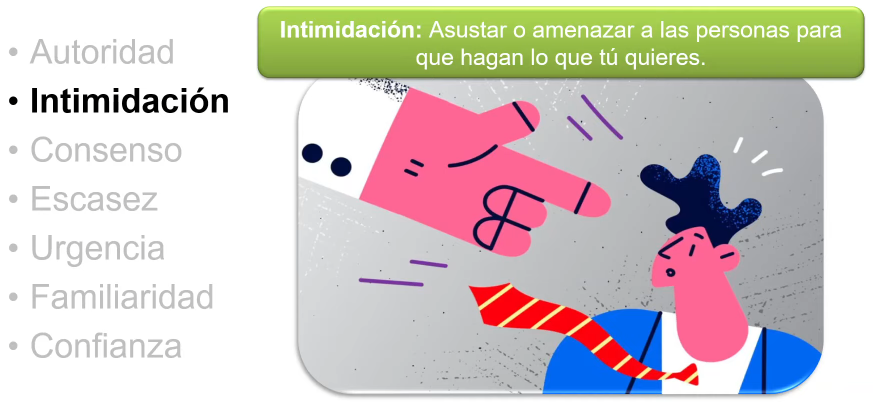 Intimidación: Asustar o amenazar a las personas para
que hagan lo que tú quieres.
• Autoridad
• Intimidación
• Consenso
• Escasez
• Urgencia
• Familiaridad
• Confianza